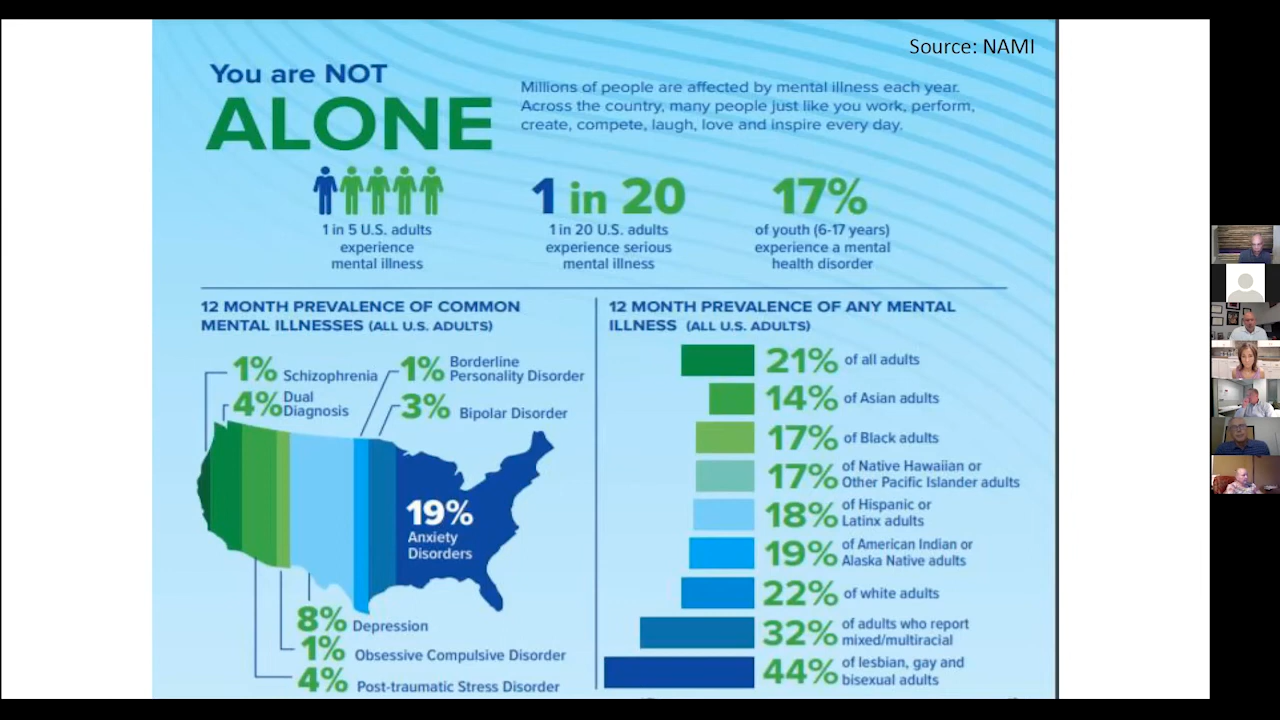 Source: NAMI
You are NOT
ALONE
Millions of people are affected by mental illness each year.
Across the country, many people just like you work, perform,
create, compete, laugh, love and inspire every day.
1 in 5 U.S. adults
experience
mental illness
1 in 20
1 in 20 U.S. adults
experience serious
mental illness
17%
of youth (6-17 years)
experience a mental
health disorder
12 MONTH PREVALENCE OF COMMON
MENTAL ILLNESSES (ALL U.S. ADULTS)
1% Schizophrenia
4% Dual
Diagnosis
1% Borderline
Personality Disorder
3% Bipolar Disorder
19%
Anxiety
Disorders
8% Depression
1% Obsessive Compulsive Disorder
4% Post-traumatic Stress Disorder
12 MONTH PREVALENCE OF ANY MENTAL
ILLNESS (ALL U.S. ADULTS)
21% of all adults
14% of Asian adults
17% of Black adults
17% of Native Hawaiian or
Other Pacific Islander adults
18% of Hispanic or
Latinx adults
19% of American Indian or
Alaska Native adults
22% of white adults
32% of adults who report
mixed/multiracial
44% of lesbian, gay and
bisexual adults